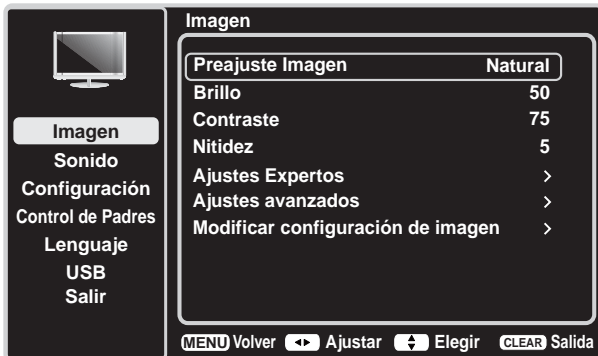 Imagen
Imagen
Sonido
Configuración
Control de Padres
Lenguaje
USB
Salir
Preajuste Imagen Natural
Brillo 50
Contraste 75
Nitidez 5
Ajustes Expertos
Ajustes avanzados
Modificar configuración de imagen
MENU Volver Ajustar Elegir CLEAR Salida